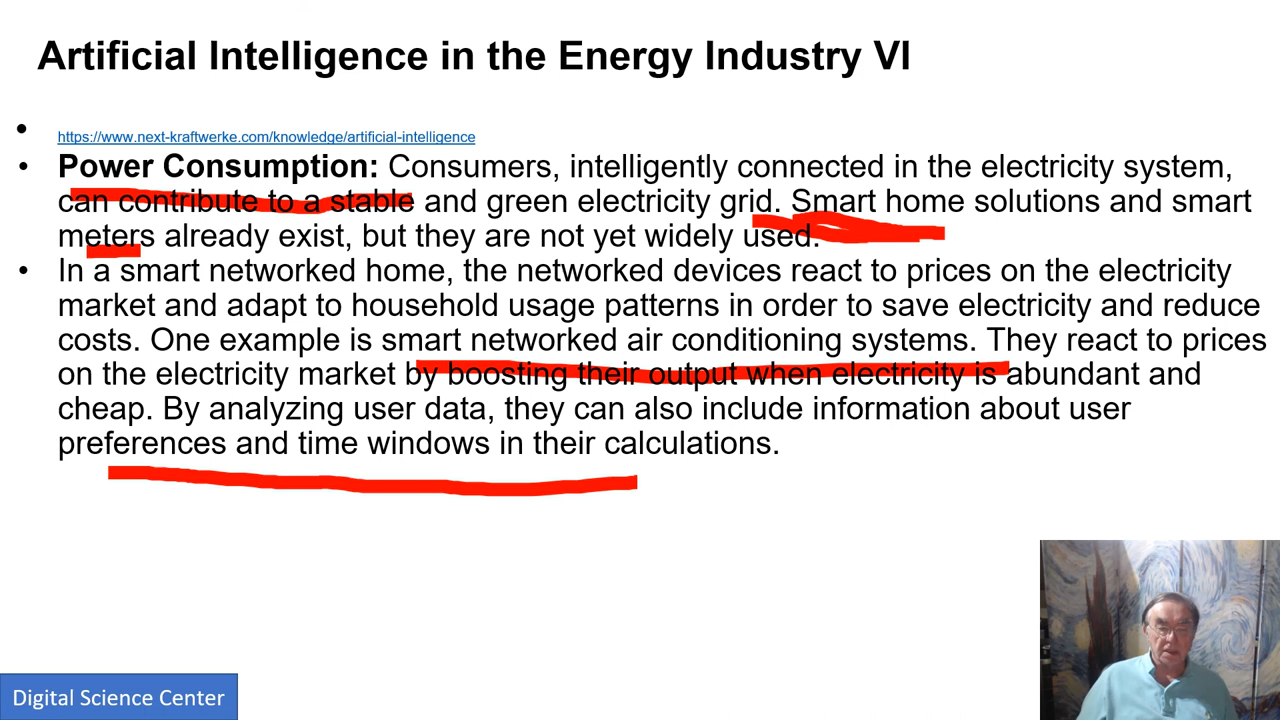 Artificial Intelligence in the Energy Industry VI
• https://www.next-kraftwerke.com/knowledge/artificial-intelligence
• Power Consumption: Consumers, intelligently connected in the electricity system,
can contribute to a stable and green electricity grid. Smart home solutions and smart
meters already exist, but they are not yet widely used.
• In a smart networked home, the networked devices react to prices on the electricity
market and adapt to household usage patterns in order to save electricity and reduce
costs. One example is smart networked air conditioning systems. They react to prices
on the electricity market by boosting their output when electricity is abundant and
cheap. By analyzing user data, they can also include information about user
preferences and time windows in their calculations.
Digital Science Center